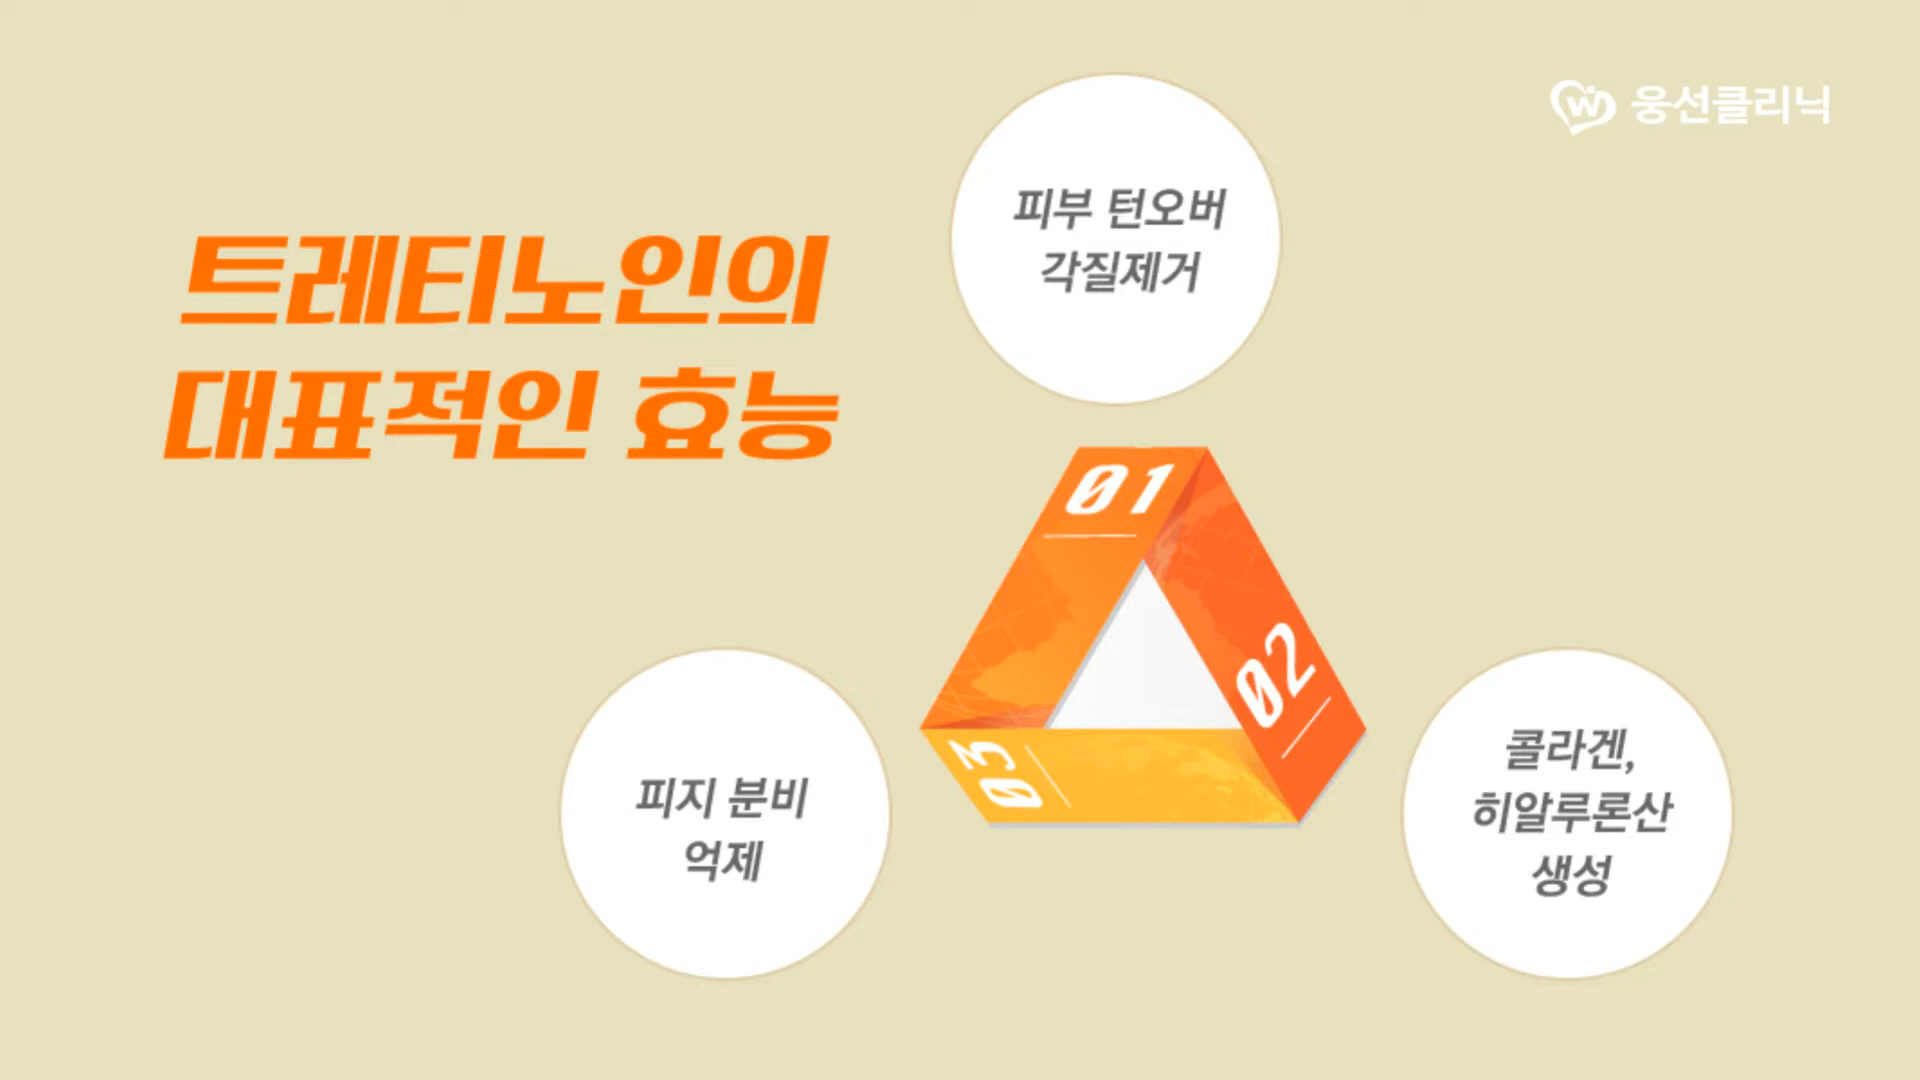 웅선클리닉
트레티노인의
대표적인 효능
피부 턴오버
각질제거
01
02
콜라겐,
히알루론산
생성
03
피지 분비
억제